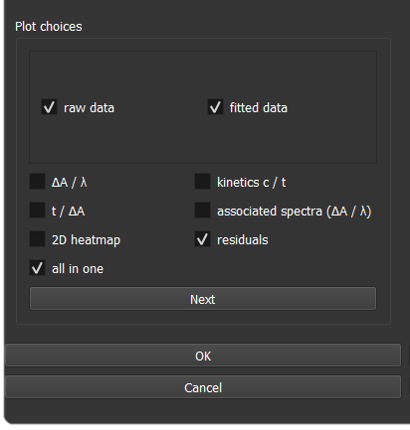 Plot choices
raw data fitted data
ΔA / λ kinetics c / t
t / ΔA associated spectra (ΔA / λ)
2D heatmap residuals
all in one
Next
OK
Cancel